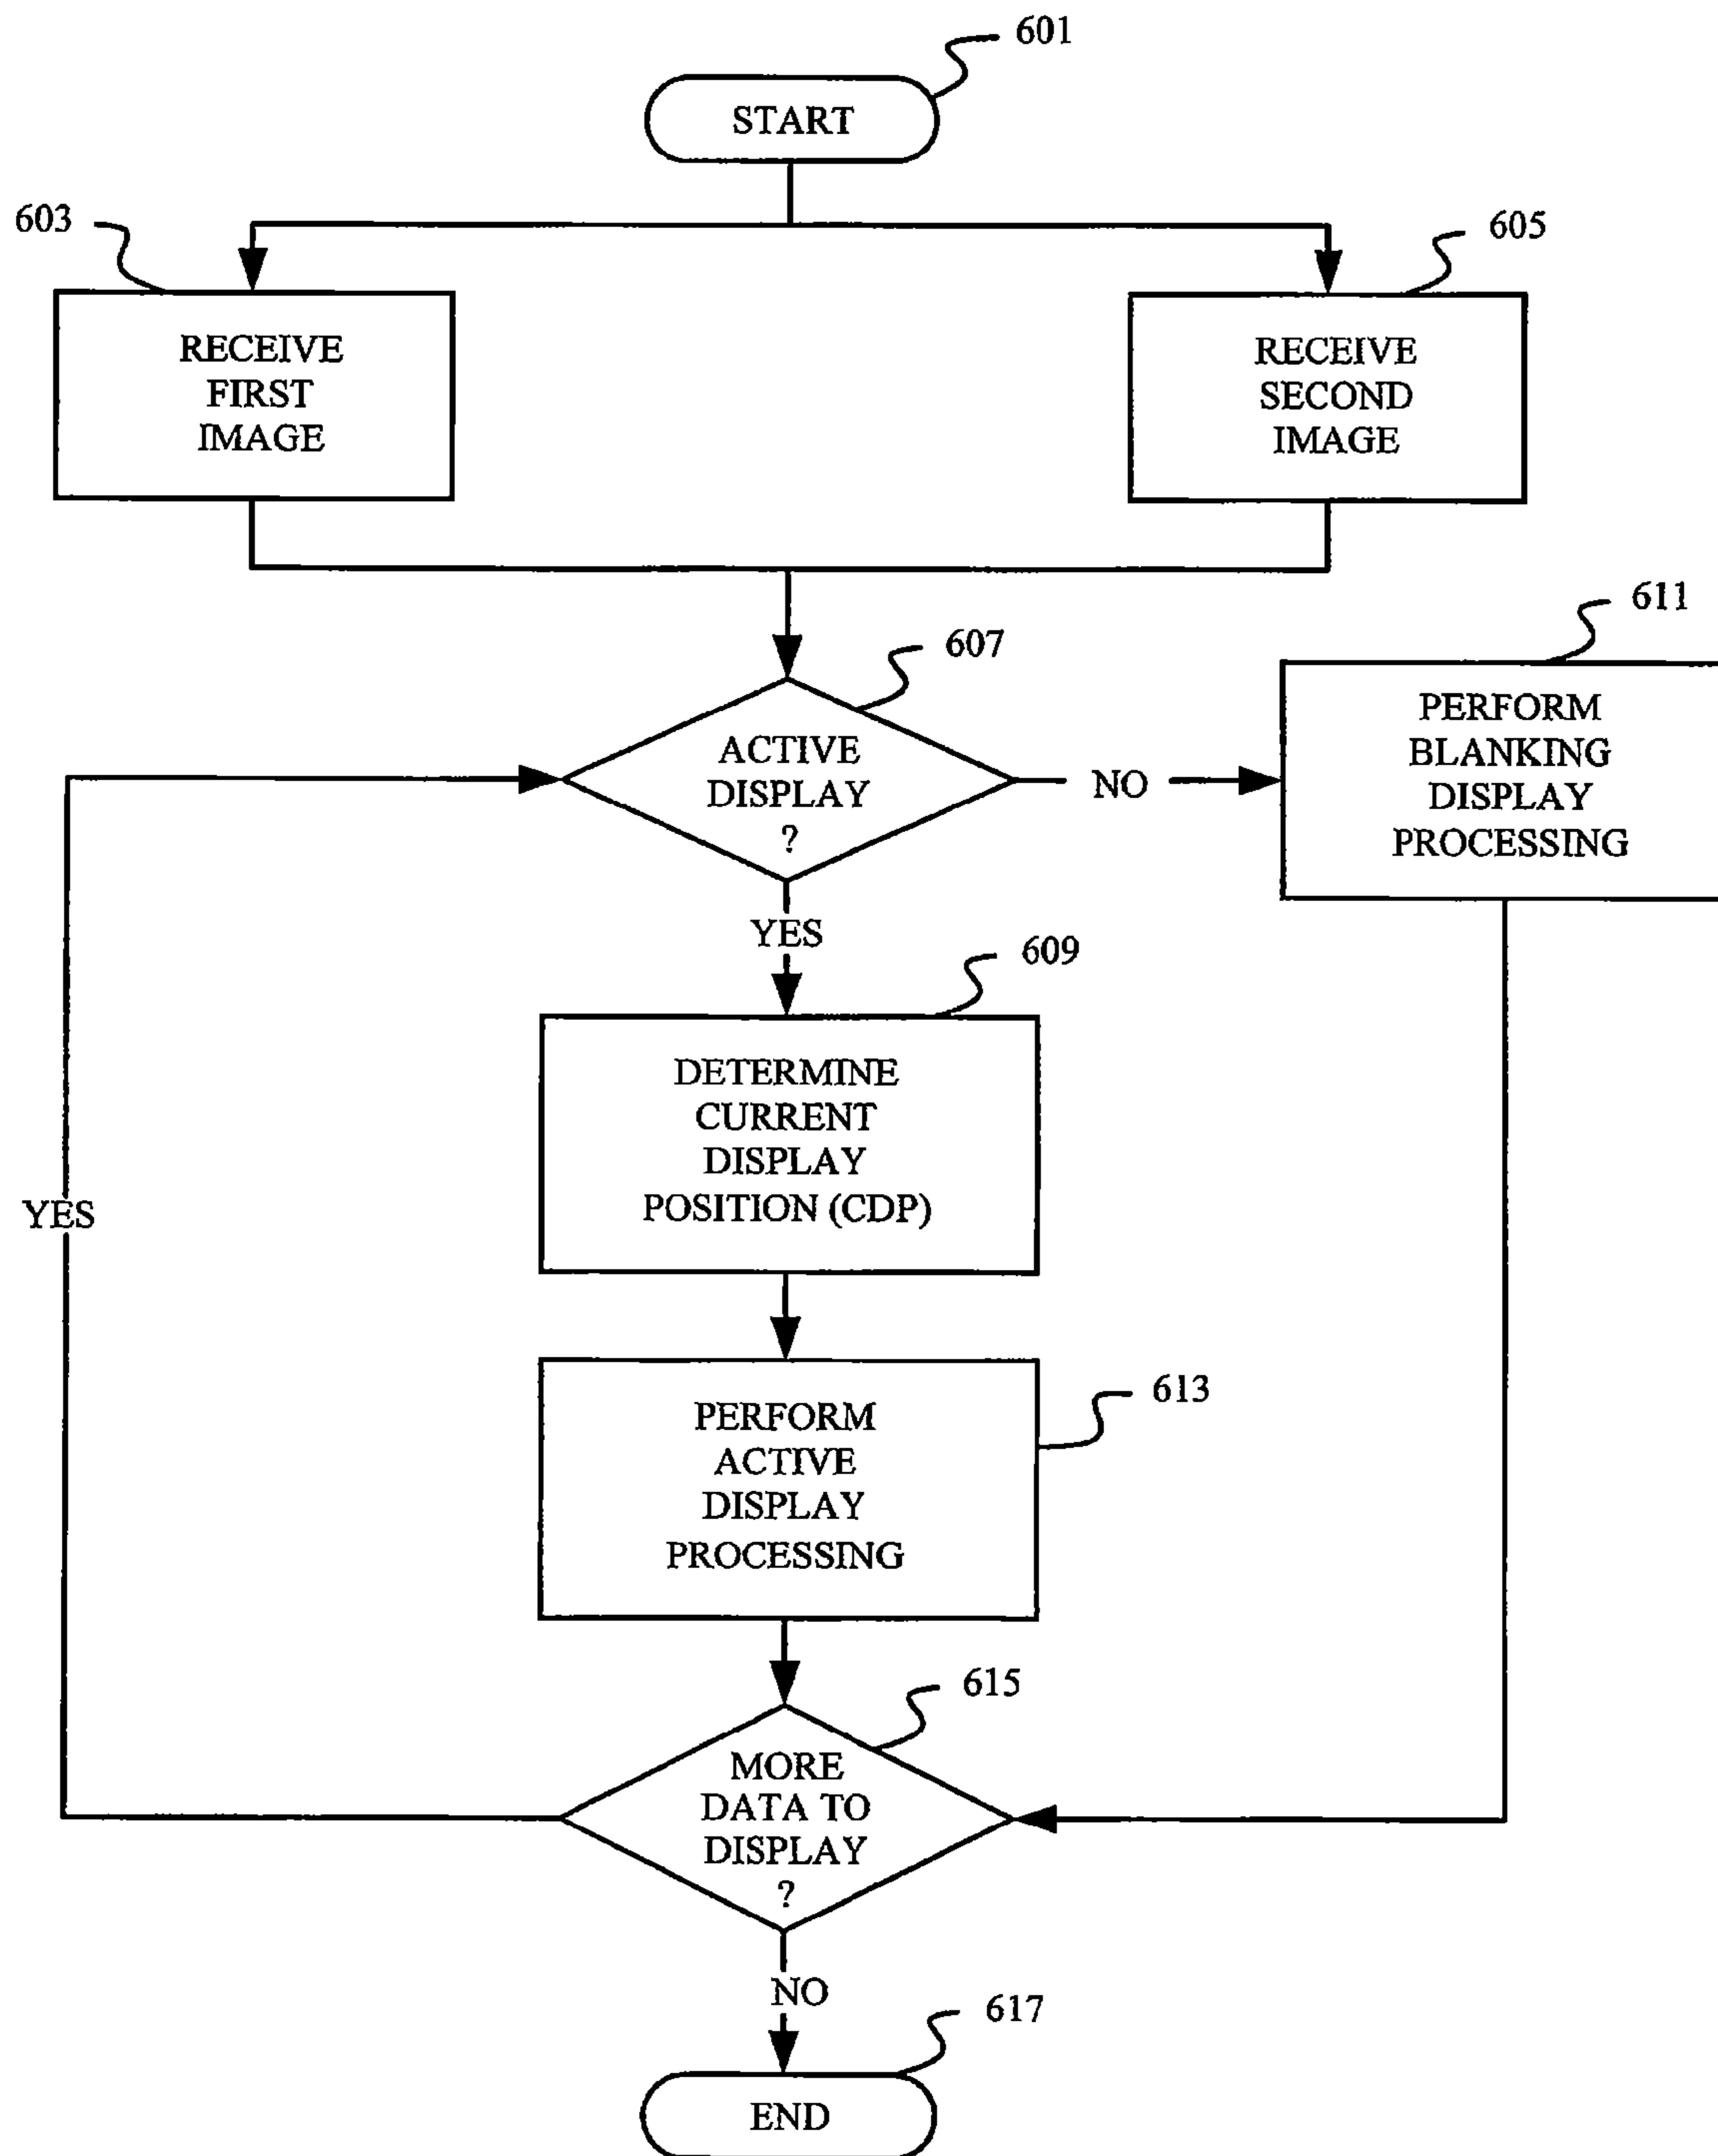 601
START
603
605
RECEIVE
FIRST
IMAGE
RECEIVE
SECOND
IMAGE
607
611
ACTIVE
DISPLAY
?
NO
PERFORM
BLANKING
DISPLAY
PROCESSING
YES
609
DETERMINE
CURRENT
DISPLAY
POSITION (CDP)
YES
613
PERFORM
ACTIVE
DISPLAY
PROCESSING
615
MORE
DATA TO
DISPLAY
?
NO
617
END